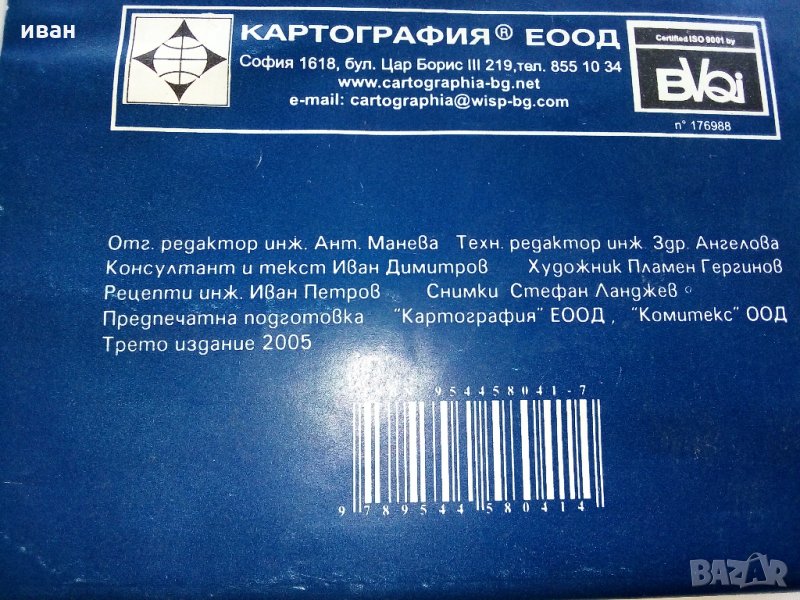 иван
КАРТОГРАФИЯ® ЕООД
София 1618, бул. Цар Борис III 219,тел. 855 10 34
www.cartographia-bg.net
e-mail: cartographia@wisp-bg.com
Certified ISO 9001 by
BVQi
n° 176988
Отг. редактор инж. Ант. Манева Техн. редактор инж. Здр. Ангелова
Консултант и текст Иван Димитров Художник Пламен Гергинов
Рецепти инж. Иван Петров Снимки Стефан Ланджев
Предпечатна подготовка "Картография" ЕООД, "Комитекс" ООД
Трето издание 2005
954458041-7
9789544580414
BAZAR